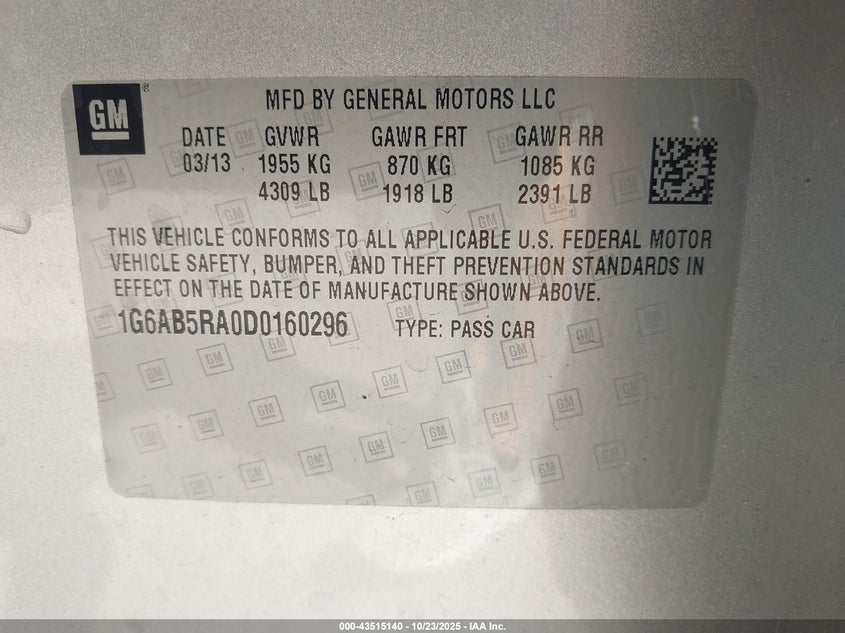 GM
MFD BY GENERAL MOTORS LLC
DATE GVWR GAWR FRT GAWR RR
03/13 1955 KG 870 KG 1085 KG
4309 LB 1918 LB 2391 LB
THIS VEHICLE CONFORMS TO ALL APPLICABLE U.S. FEDERAL MOTOR
VEHICLE SAFETY, BUMPER, AND THEFT PREVENTION STANDARDS IN
EFFECT ON THE DATE OF MANUFACTURE SHOWN ABOVE.
1G6AB5RA0D0160296 TYPE: PASS CAR
000-43515140 - 10/23/2025 - IAA Inc.